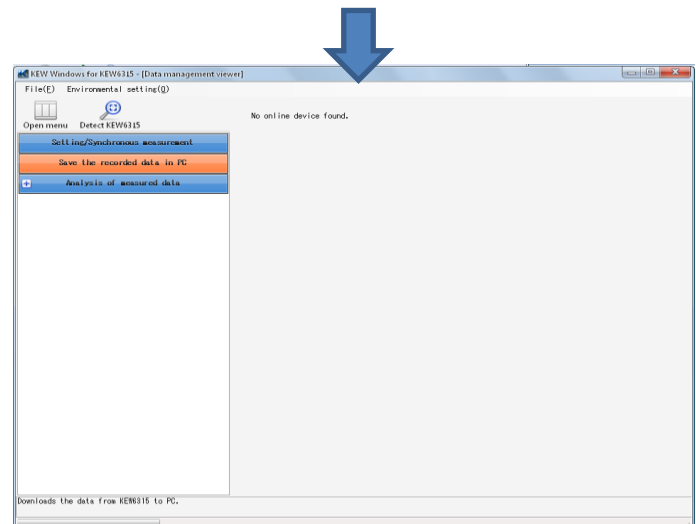 KEW Windows for KEW6315 - [Data management viewer]
File(F) Environmental setting(O)
Open menu Detect KEW6315
No online device found.
Setting/Synchronous measurement
Save the recorded data in PC
Analysis of measured data
Downloads the data from KEW6315 to PC.